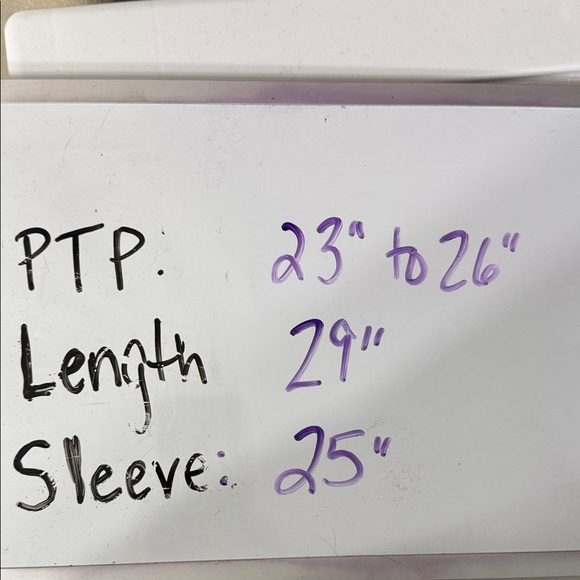 PTP. 23" to 26"
Length 29"
Sleeve: 25"